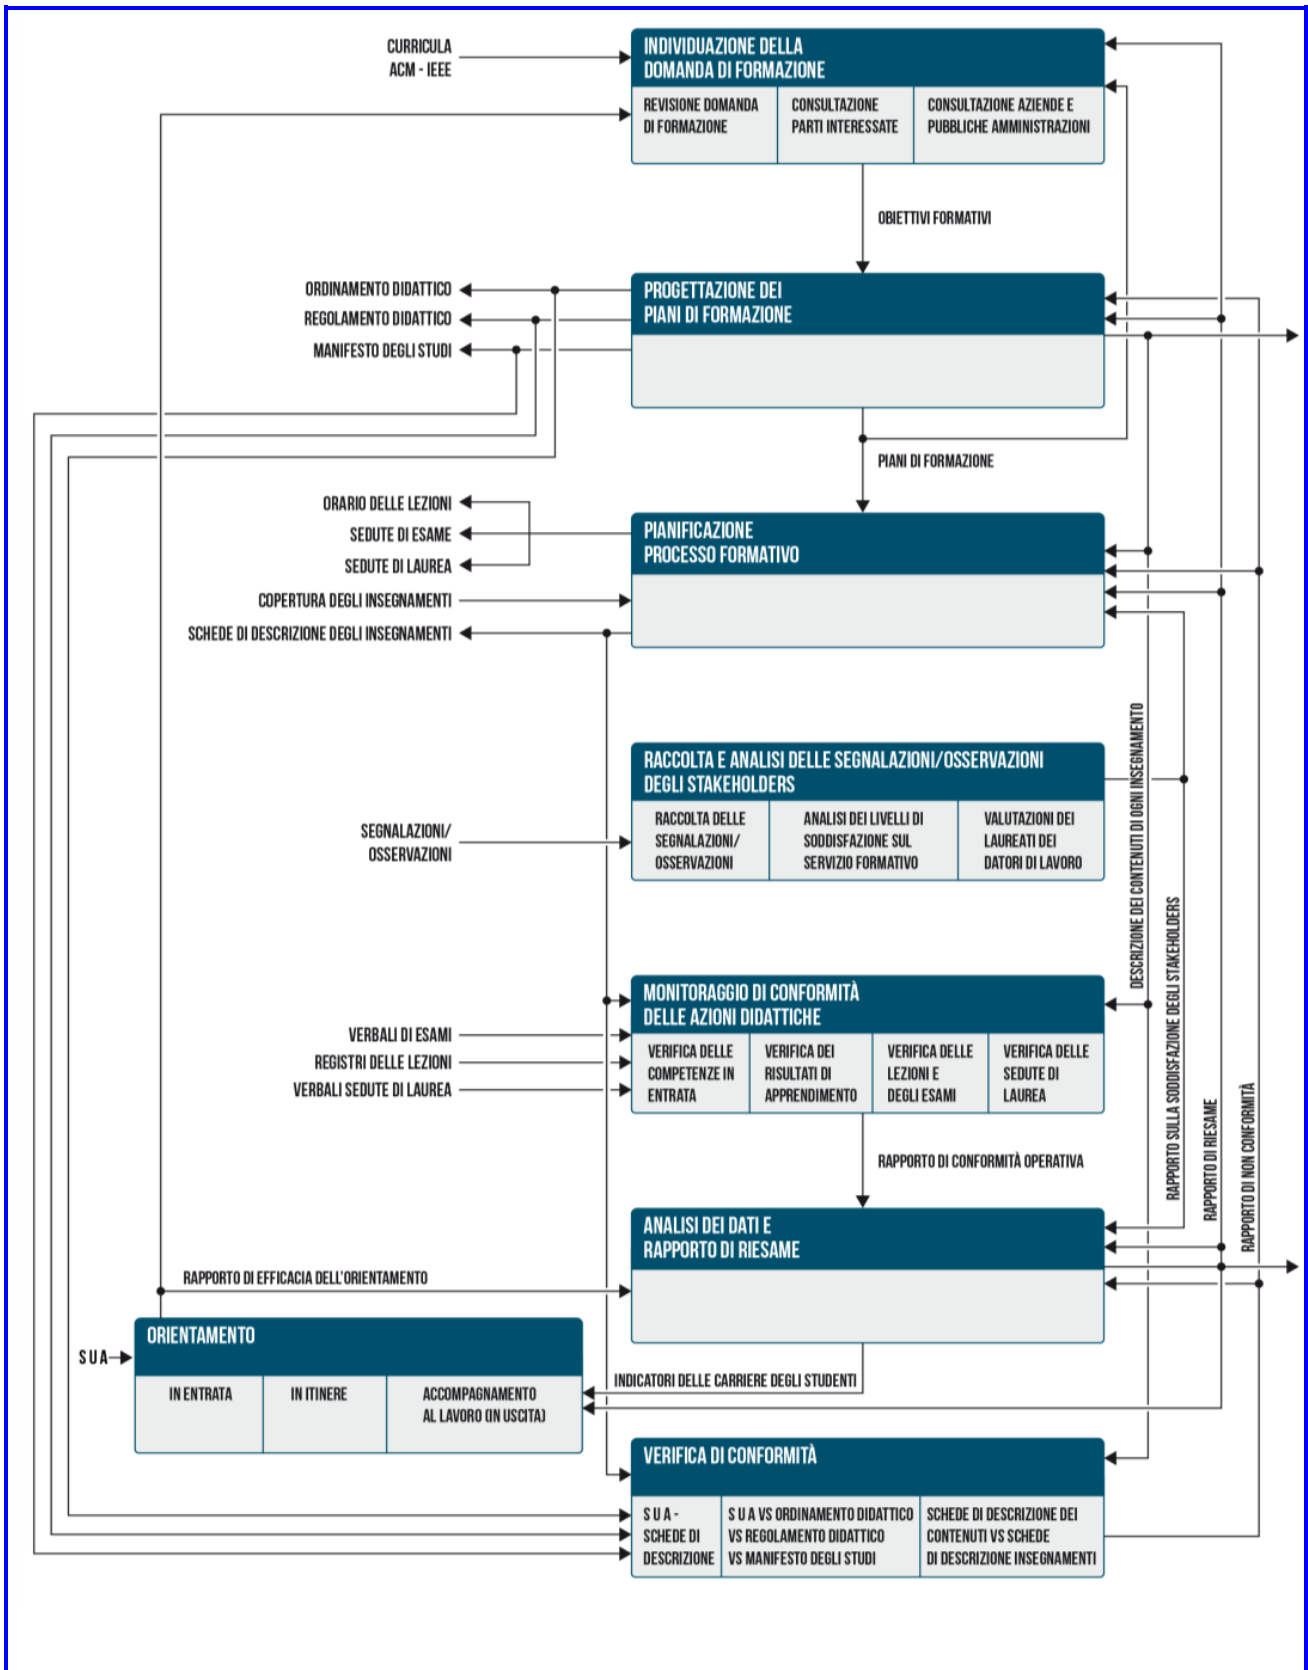 CURRICULA
ACM - IEEE
INDIVIDUAZIONE DELLA
DOMANDA DI FORMAZIONE
REVISIONE DOMANDA
DI FORMAZIONE
CONSULTAZIONE
PARTI INTERESSATE
CONSULTAZIONE AZIENDE E
PUBBLICHE AMMINISTRAZIONI
OBIETTIVI FORMATIVI
ORDINAMENTO DIDATTICO
REGOLAMENTO DIDATTICO
MANIFESTO DEGLI STUDI
PROGETTAZIONE DEI
PIANI DI FORMAZIONE
PIANI DI FORMAZIONE
ORARIO DELLE LEZIONI
SEDUTE DI ESAME
SEDUTE DI LAUREA
COPERTURA DEGLI INSEGNAMENTI
SCHEDE DI DESCRIZIONE DEGLI INSEGNAMENTI
PIANIFICAZIONE
PROCESSO FORMATIVO
RACCOLTA E ANALISI DELLE SEGNALAZIONI/OSSERVAZIONI
DEGLI STAKEHOLDERS
SEGNALAZIONI/
OSSERVAZIONI
RACCOLTA DELLE
SEGNALAZIONI/
OSSERVAZIONI
ANALISI DEI LIVELLI DI
SODDISFAZIONE SUL
SERVIZIO FORMATIVO
VALUTAZIONI DEI
LAUREATI DEI
DATORI DI LAVORO
DESCRIZIONE DEI CONTENUTI DI OGNI INSEGNAMENTO
RAPPORTO SULLA SODDISFAZIONE DEGLI STAKEHOLDERS
RAPPORTO DI RIESAME
RAPPORTO DI NON CONFORMITÀ
MONITORAGGIO DI CONFORMITÀ
DELLE AZIONI DIDATTICHE
VERBALI DI ESAMI
REGISTRI DELLE LEZIONI
VERBALI SEDUTE DI LAUREA
VERIFICA DELLE
COMPETENZE IN
ENTRATA
VERIFICA DEI
RISULTATI DI
APPRENDIMENTO
VERIFICA DELLE
LEZIONI E
DEGLI ESAMI
VERIFICA DELLE
SEDUTE DI
LAUREA
RAPPORTO DI CONFORMITÀ OPERATIVA
ANALISI DEI DATI E
RAPPORTO DI RIESAME
RAPPORTO DI EFFICACIA DELL'ORIENTAMENTO
S U A
ORIENTAMENTO
IN ENTRATA
IN ITINERE
ACCOMPAGNAMENTO
AL LAVORO (IN USCITA)
INDICATORI DELLE CARRIERE DEGLI STUDENTI
VERIFICA DI CONFORMITÀ
S U A -
SCHEDE DI
DESCRIZIONE
S U A VS ORDINAMENTO DIDATTICO
VS REGOLAMENTO DIDATTICO
VS MANIFESTO DEGLI STUDI
SCHEDE DI DESCRIZIONE DEI
CONTENUTI VS SCHEDE
DI DESCRIZIONE INSEGNAMENTI